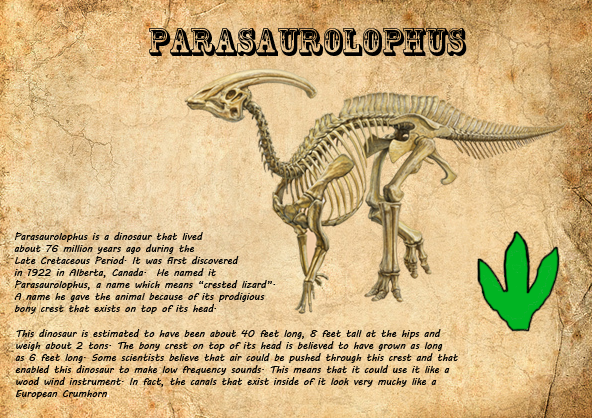 PARASAUROLOPHUS
Parasaurolophus is a dinosaur that lived
about 76 million years ago during the
Late Cretaceous Period. It was first discovered
in 1922 in Alberta, Canada. He named it
Parasaurolophus, a name which means "crested lizard".
A name he gave the animal because of its prodigious
bony crest that exists on top of its head.
This dinosaur is estimated to have been about 40 feet long, 8 feet tall at the hips and
weigh about 2 tons. The bony crest on top of its head is believed to have grown as long
as 6 feet long. Some scientists believe that air could be pushed through this crest and that
enabled this dinosaur to make low frequency sounds. This means that it could use it like a
wood wind instrument. In fact, the canals that exist inside of it look very muchy like a
European Crumhorn